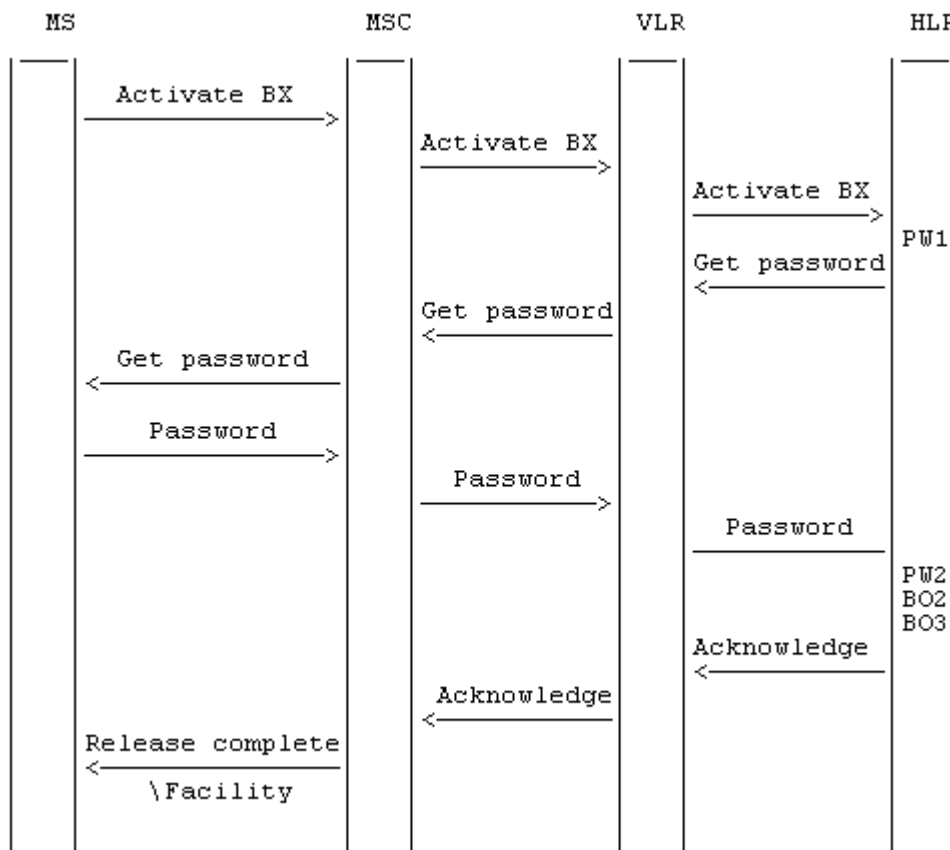 MS MSC VLR HLR
Activate BX
Activate BX
Activate BX
PW1
Get password
Get password
Get password
Password
Password
Password
PW2
BO2
BO3
Acknowledge
Acknowledge
Release complete
\Facility